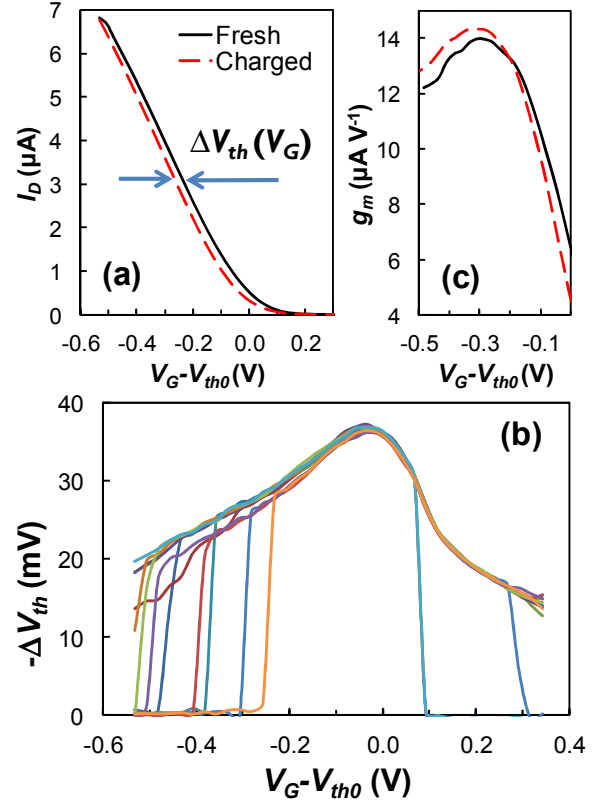 7
6
5
4
3
2
1
0
I_D (μA)
Fresh
Charged
ΔV_th (V_G)
(a)
-0.6 -0.4 -0.2 0.0 0.2
V_G-V_th0 (V)
14
12
10
8
6
4
g_m (μA V⁻¹)
(c)
-0.5 -0.3 -0.1
V_G-V_th0 (V)
40
30
20
10
0
-ΔV_th (mV)
(b)
-0.6 -0.4 -0.2 0.0 0.2 0.4
V_G-V_th0 (V)